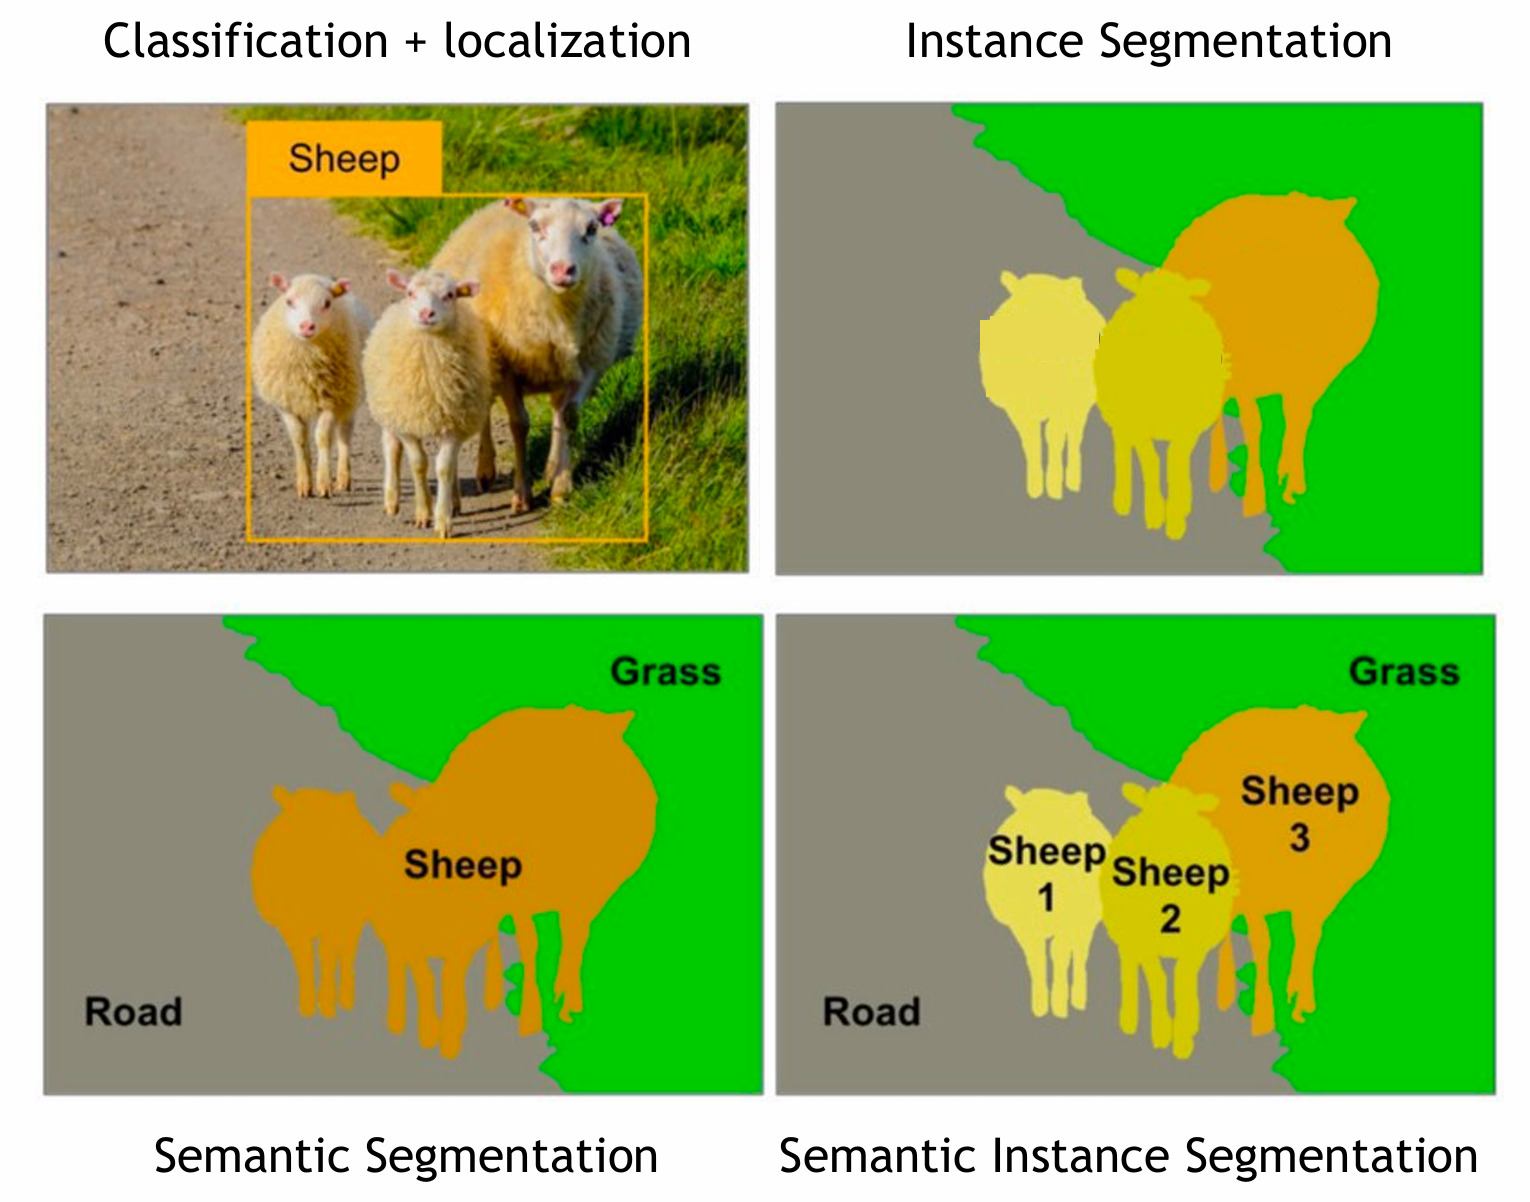 Classification + localization
Instance Segmentation
Sheep
Grass
Sheep
Road
Grass
Sheep
3
Sheep
1
Sheep
2
Road
Semantic Segmentation
Semantic Instance Segmentation